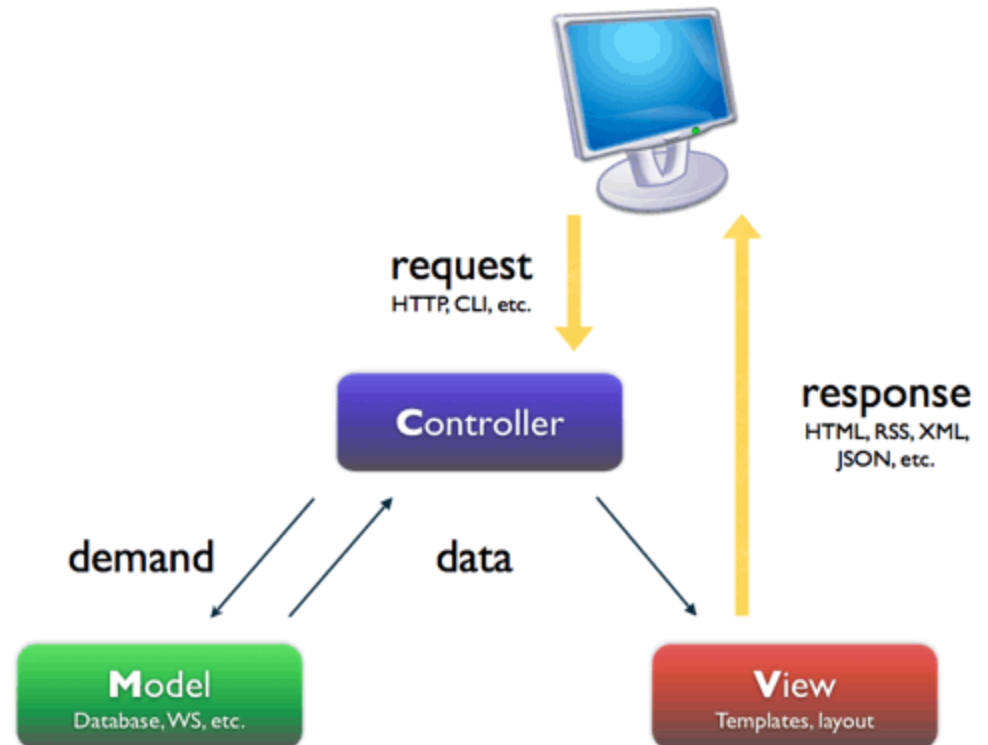 request
HTTP, CLI, etc.
Controller
response
HTML, RSS, XML,
JSON, etc.
demand
data
Model
Database, WS, etc.
View
Templates, layout